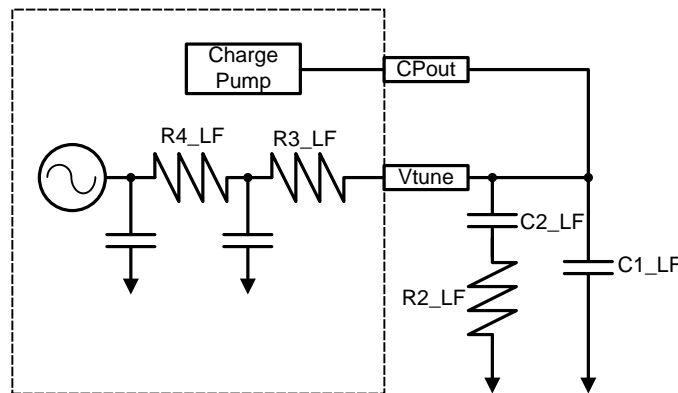 Charge
Pump
CPout
R4_LF
R3_LF
Vtune
C2_LF
C1_LF
R2_LF